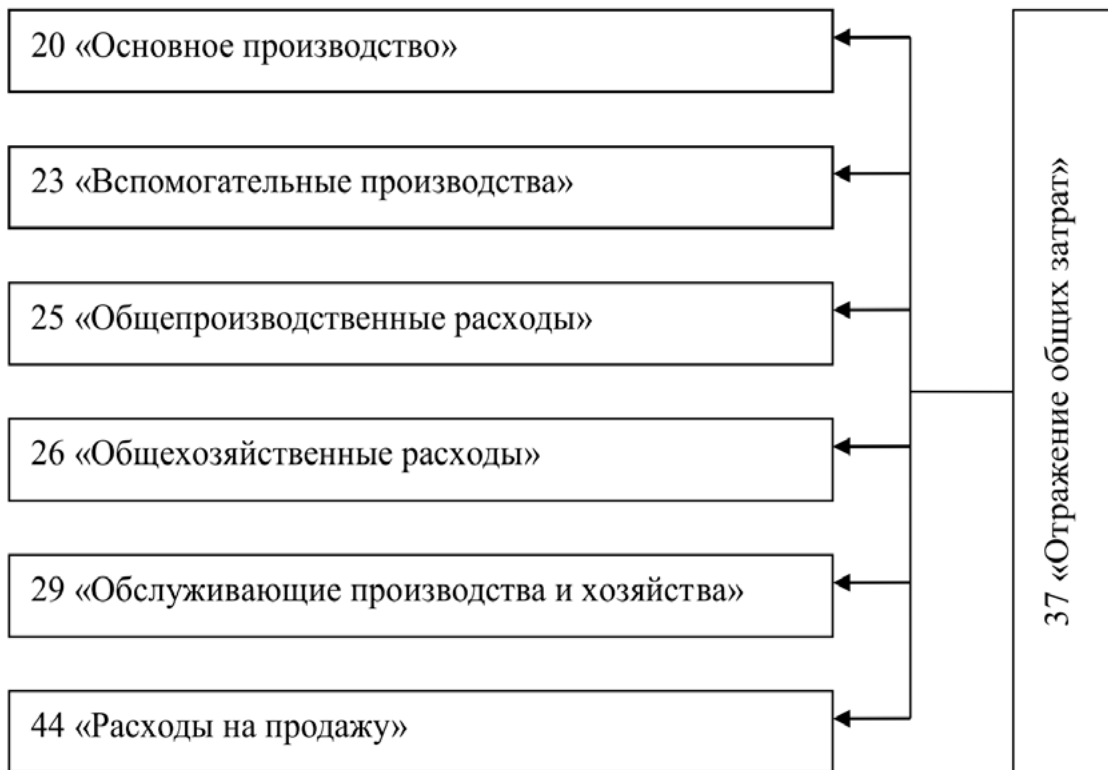 20 «Основное производство»
23 «Вспомогательные производства»
25 «Общепроизводственные расходы»
26 «Общехозяйственные расходы»
29 «Обслуживающие производства и хозяйства»
44 «Расходы на продажу»
37 «Отражение общих затрат»